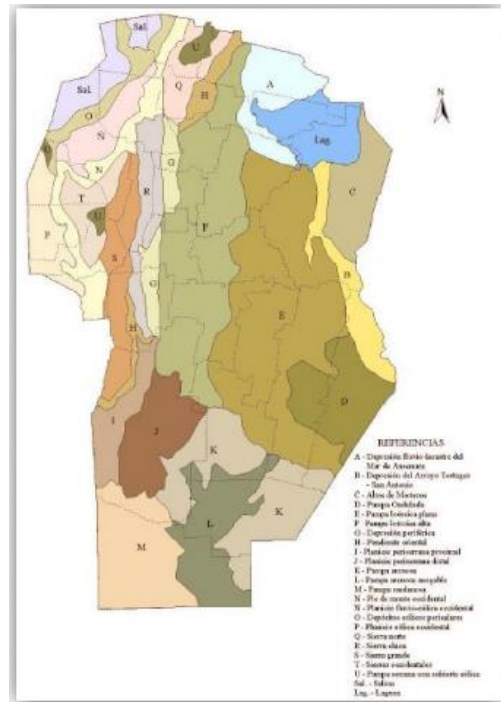 Sal.
Sal.
U
A
Q
H
O
Ñ
Lag.
N
G
R
C
T
P
U
F
S
B
G
E
H
D
I
J
K
L
K
M
N
REFERENCIAS
A - Depresión fluvio-lacustre del
Mar de Ansenuza
B - Depresión del Arroyo Tortugas
- San Antonio
C - Altos de Morteros
D - Pampa Ondulada
E - Pampa loéssica plana
F Pampa loéssica alta
G - Depresión periférica
H - Pendiente oriental
I - Planicie periserrana proximal
J - Planicie periserrana distal
K - Pampa arenosa
L - Pampa arenosa anegable
M - Pampa medanosa
N - Pie de monte occidental
Ñ - Planicie fluvio-eólica occidental
O - Depósitos eólicos perisalares
P - Planicie eólica occidental
Q - Sierra norte
R - Sierra chica
S - Sierra grande
T - Sierras occidentales
U - Pampa serrana con cubierta eólica
Sal. - Salinas
Lag. - Laguna